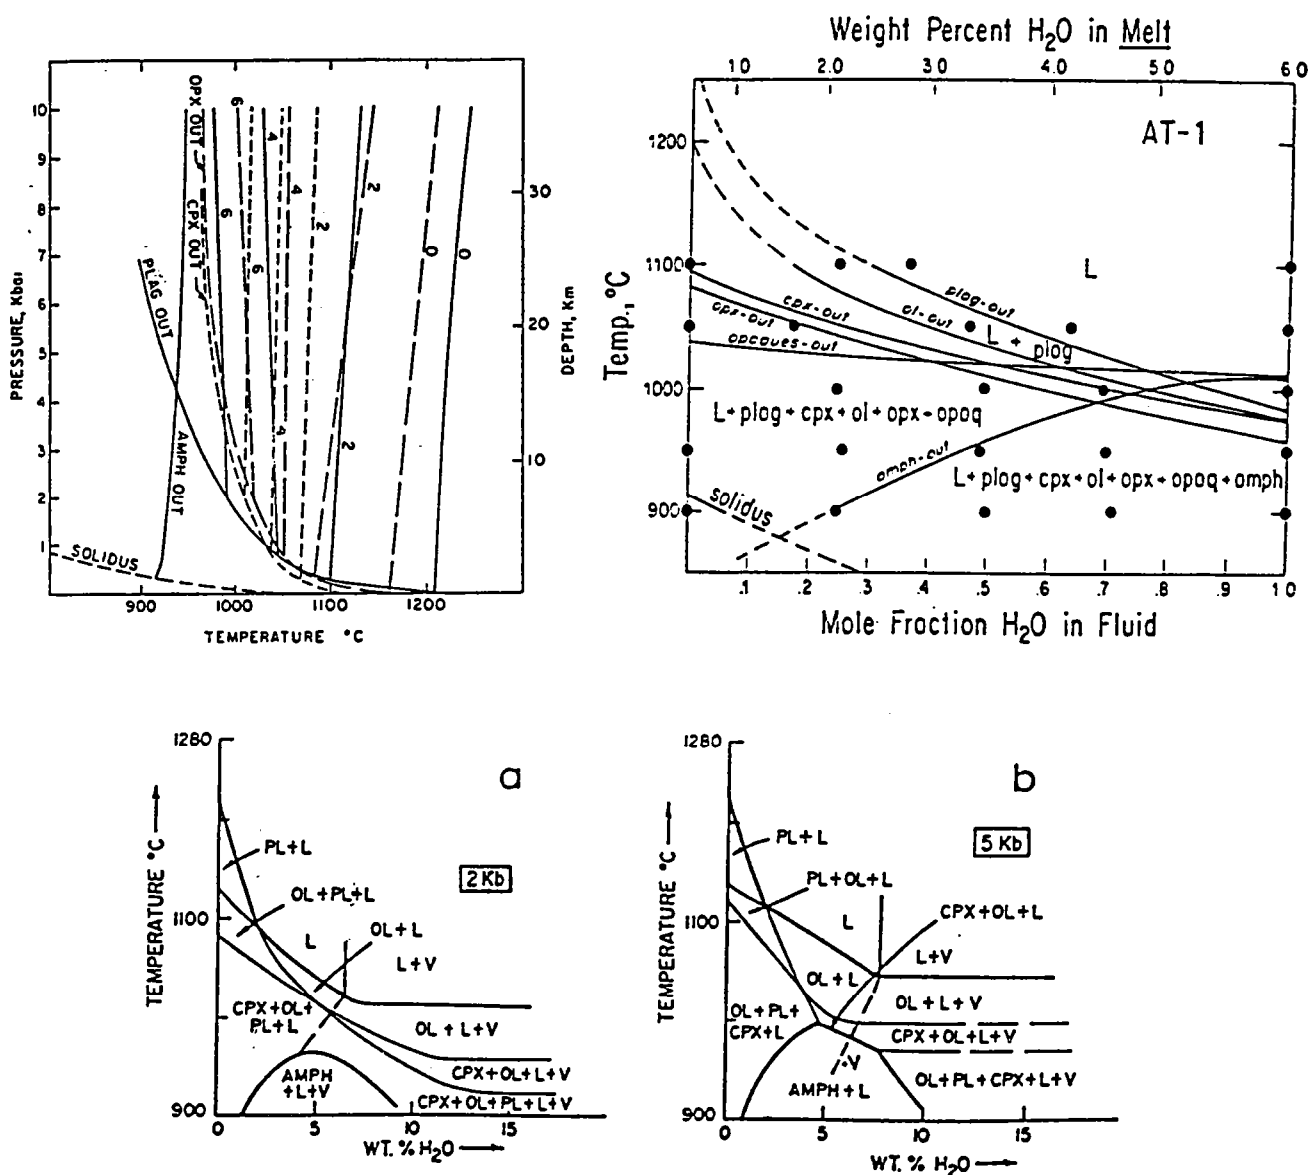 10
9
8
7
6
5
4
3
2
1
PRESSURE, Kbar
900
1000
1100
1200
TEMPERATURE °C
30
20
10
DEPTH, Km
OPX OUT
CPX OUT
PLAG OUT
AMPH OUT
SOLIDUS
6
6
6
4
4
4
2
2
2
0
0
Weight Percent H₂O in Melt
1.0
2.0
3.0
4.0
5.0
6.0
AT-1
1200
1100
1000
900
Temp., °C
L
plag-out
cpx-out
ol-out
opx-out
L + plag
opaques-out
L+plag+cpx+ol+opx+opaq
amph-out
L+plag+cpx+ol+opx+opaq+amph
solidus
.1
.2
.3
.4
.5
.6
.7
.8
.9
1.0
Mole Fraction H₂O in Fluid
1280
a
TEMPERATURE °C
PL+L
2 Kb
OL+PL+L
1100
L
OL+L
L+V
CPX+OL+
PL+L
OL+L+V
AMPH
+L+V
CPX+OL+L+V
CPX+OL+PL+L+V
900
0
5
10
15
WT. % H₂O
1280
b
TEMPERATURE °C
PL+L
5 Kb
PL+OL+L
1100
L
CPX+OL+L
L+V
OL+L
OL+PL+
CPX+L
OL+L+V
CPX+OL+L+V
+V
AMPH+L
OL+PL+CPX+L+V
900
0
5
10
15
WT. % H₂O